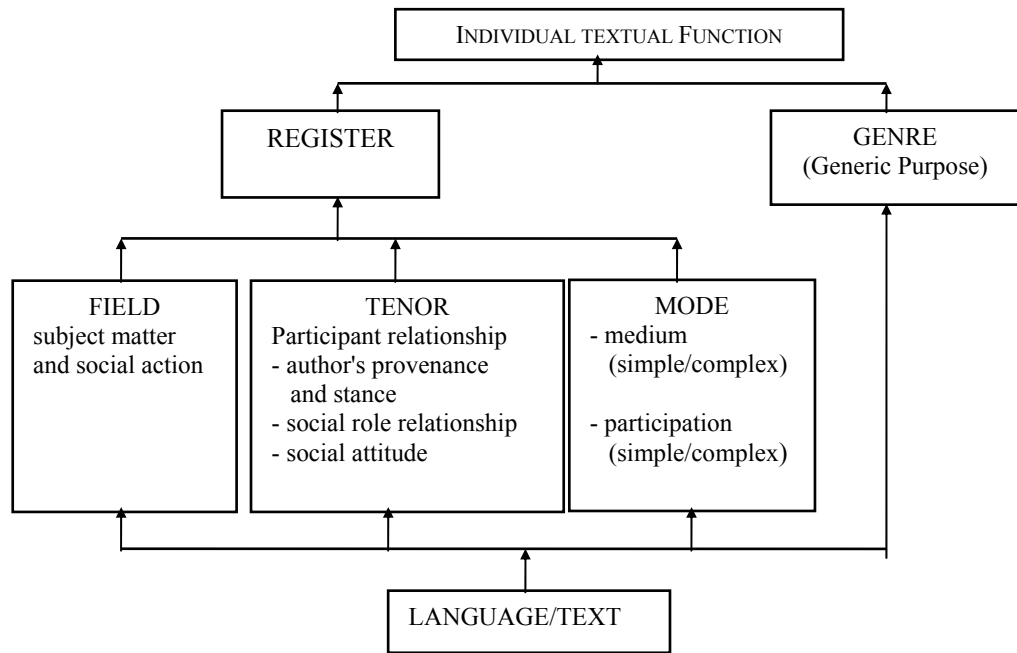 INDIVIDUAL TEXTUAL FUNCTION
REGISTER
GENRE
(Generic Purpose)
FIELD
subject matter
and social action
TENOR
Participant relationship
- author's provenance
and stance
- social role relationship
- social attitude
MODE
- medium
(simple/complex)
- participation
(simple/complex)
LANGUAGE/TEXT